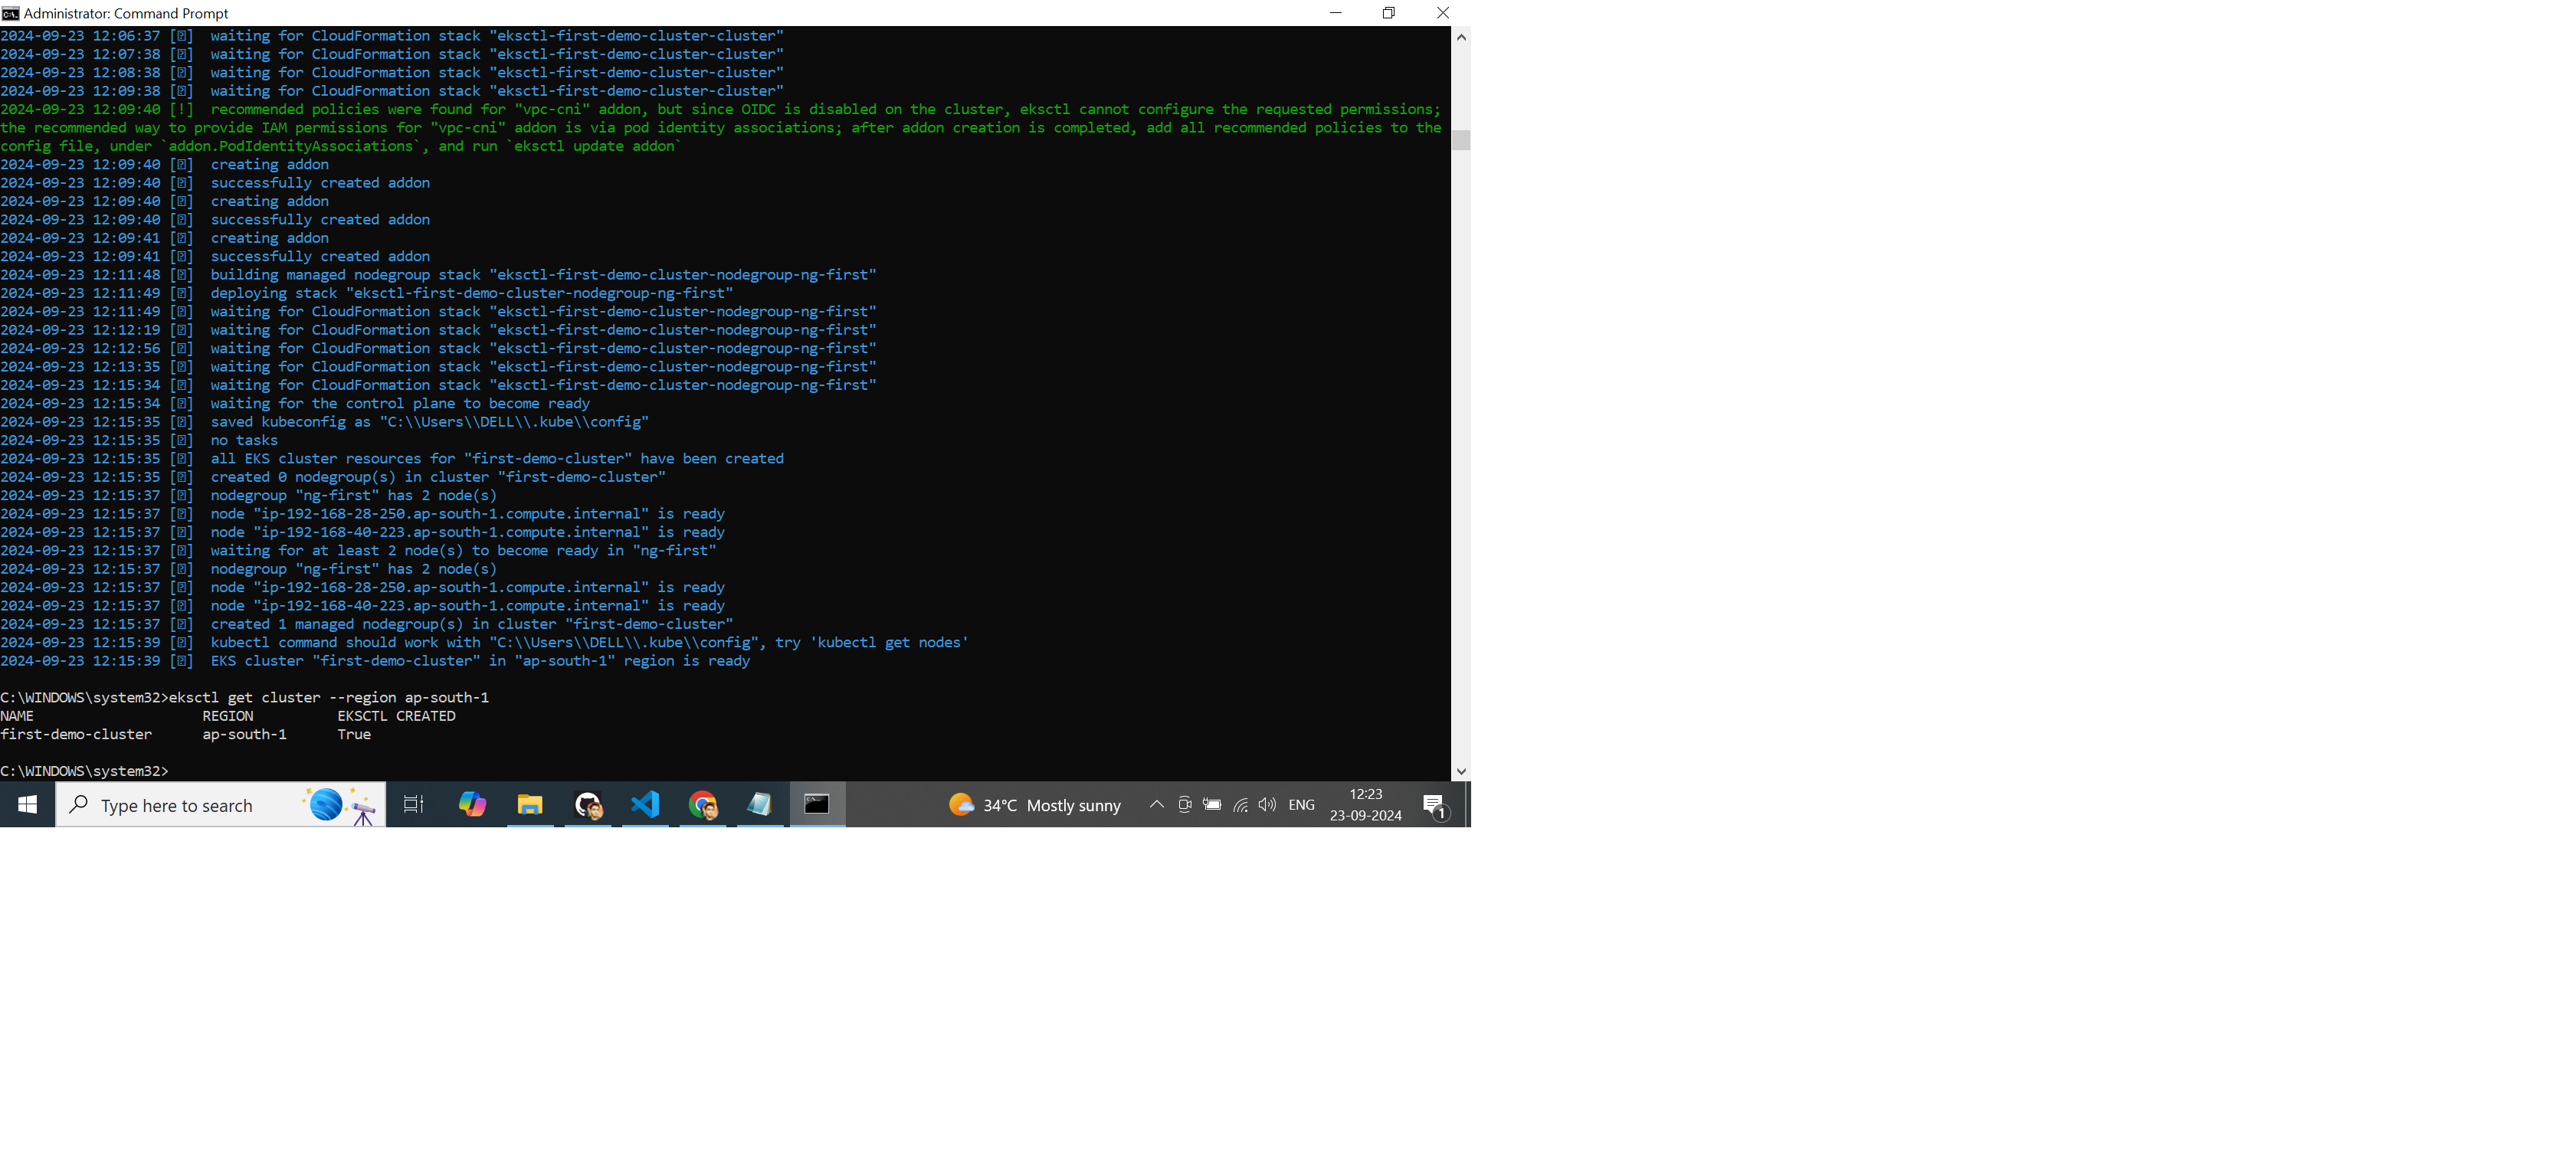 Administrator: Command Prompt
2024-09-23 12:06:37 [⍰]  waiting for CloudFormation stack "eksctl-first-demo-cluster-cluster"
2024-09-23 12:07:38 [⍰]  waiting for CloudFormation stack "eksctl-first-demo-cluster-cluster"
2024-09-23 12:08:38 [⍰]  waiting for CloudFormation stack "eksctl-first-demo-cluster-cluster"
2024-09-23 12:09:38 [⍰]  waiting for CloudFormation stack "eksctl-first-demo-cluster-cluster"
2024-09-23 12:09:40 [!]  recommended policies were found for "vpc-cni" addon, but since OIDC is disabled on the cluster, eksctl cannot configure the requested permissions;
the recommended way to provide IAM permissions for "vpc-cni" addon is via pod identity associations; after addon creation is completed, add all recommended policies to the
config file, under `addon.PodIdentityAssociations`, and run `eksctl update addon`
2024-09-23 12:09:40 [⍰]  creating addon
2024-09-23 12:09:40 [⍰]  successfully created addon
2024-09-23 12:09:40 [⍰]  creating addon
2024-09-23 12:09:40 [⍰]  successfully created addon
2024-09-23 12:09:41 [⍰]  creating addon
2024-09-23 12:09:41 [⍰]  successfully created addon
2024-09-23 12:11:48 [⍰]  building managed nodegroup stack "eksctl-first-demo-cluster-nodegroup-ng-first"
2024-09-23 12:11:49 [⍰]  deploying stack "eksctl-first-demo-cluster-nodegroup-ng-first"
2024-09-23 12:11:49 [⍰]  waiting for CloudFormation stack "eksctl-first-demo-cluster-nodegroup-ng-first"
2024-09-23 12:12:19 [⍰]  waiting for CloudFormation stack "eksctl-first-demo-cluster-nodegroup-ng-first"
2024-09-23 12:12:56 [⍰]  waiting for CloudFormation stack "eksctl-first-demo-cluster-nodegroup-ng-first"
2024-09-23 12:13:35 [⍰]  waiting for CloudFormation stack "eksctl-first-demo-cluster-nodegroup-ng-first"
2024-09-23 12:15:34 [⍰]  waiting for CloudFormation stack "eksctl-first-demo-cluster-nodegroup-ng-first"
2024-09-23 12:15:34 [⍰]  waiting for the control plane to become ready
2024-09-23 12:15:35 [⍰]  saved kubeconfig as "C:\\Users\\DELL\\.kube\\config"
2024-09-23 12:15:35 [⍰]  no tasks
2024-09-23 12:15:35 [⍰]  all EKS cluster resources for "first-demo-cluster" have been created
2024-09-23 12:15:35 [⍰]  created 0 nodegroup(s) in cluster "first-demo-cluster"
2024-09-23 12:15:37 [⍰]  nodegroup "ng-first" has 2 node(s)
2024-09-23 12:15:37 [⍰]  node "ip-192-168-28-250.ap-south-1.compute.internal" is ready
2024-09-23 12:15:37 [⍰]  node "ip-192-168-40-223.ap-south-1.compute.internal" is ready
2024-09-23 12:15:37 [⍰]  waiting for at least 2 node(s) to become ready in "ng-first"
2024-09-23 12:15:37 [⍰]  nodegroup "ng-first" has 2 node(s)
2024-09-23 12:15:37 [⍰]  node "ip-192-168-28-250.ap-south-1.compute.internal" is ready
2024-09-23 12:15:37 [⍰]  node "ip-192-168-40-223.ap-south-1.compute.internal" is ready
2024-09-23 12:15:37 [⍰]  created 1 managed nodegroup(s) in cluster "first-demo-cluster"
2024-09-23 12:15:39 [⍰]  kubectl command should work with "C:\\Users\\DELL\\.kube\\config", try 'kubectl get nodes'
2024-09-23 12:15:39 [⍰]  EKS cluster "first-demo-cluster" in "ap-south-1" region is ready
C:\WINDOWS\system32>eksctl get cluster --region ap-south-1
NAME                    REGION          EKSCTL CREATED
first-demo-cluster      ap-south-1      True
C:\WINDOWS\system32>
Type here to search
34°C Mostly sunny
ENG
12:23
23-09-2024
1